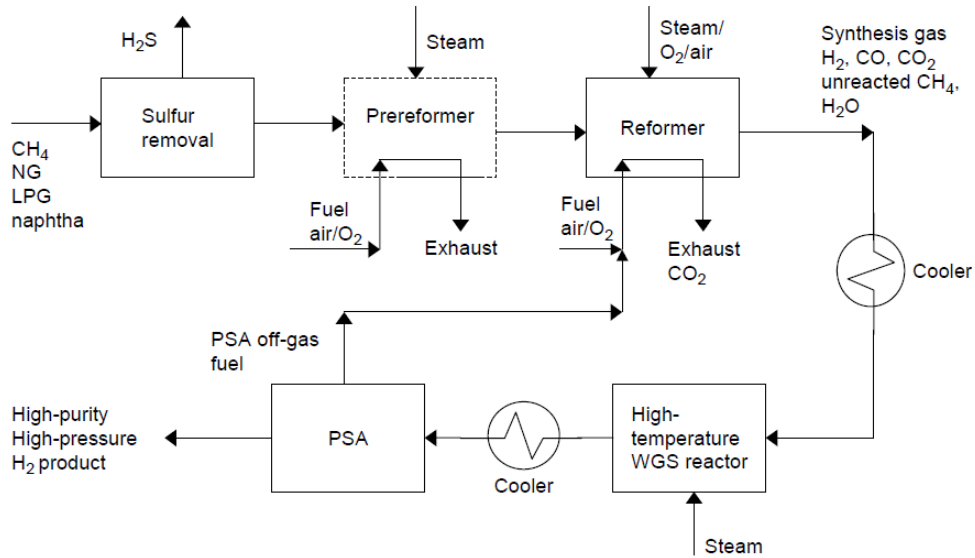 H₂S
Steam
Steam/
O₂/air
Synthesis gas
H₂, CO, CO₂
unreacted CH₄,
H₂O
Sulfur
removal
Prereformer
Reformer
CH₄
NG
LPG
naphtha
Fuel
air/O₂
Exhaust
Fuel
air/O₂
Exhaust
CO₂
Cooler
PSA off-gas
fuel
High-purity
High-pressure
H₂ product
PSA
Cooler
High-
temperature
WGS reactor
Steam